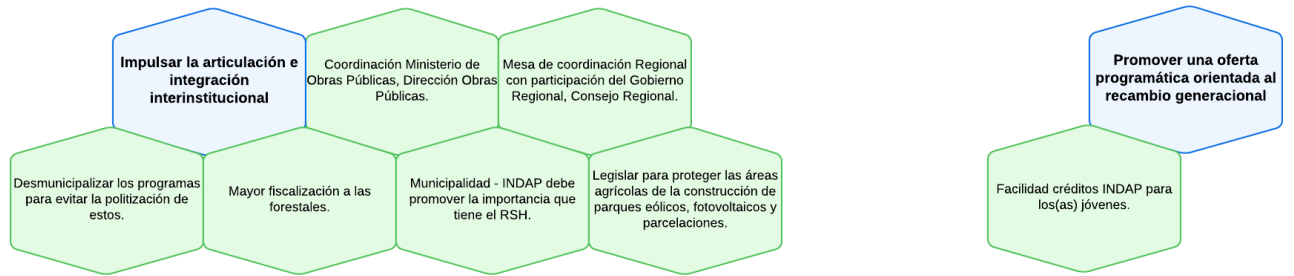 Impulsar la articulación e
integración
interinstitucional
Coordinación Ministerio de
Obras Públicas, Dirección Obras
Públicas.
Mesa de coordinación Regional
con participación del Gobierno
Regional, Consejo Regional.
Desmunicipalizar los programas
para evitar la politización de
estos.
Mayor fiscalización a las
forestales.
Municipalidad - INDAP debe
promover la importancia que
tiene el RSH.
Legislar para proteger las áreas
agrícolas de la construcción de
parques eólicos, fotovoltaicos y
parcelaciones.
Promover una oferta
programática orientada al
recambio generacional
Facilidad créditos INDAP para
los(as) jóvenes.